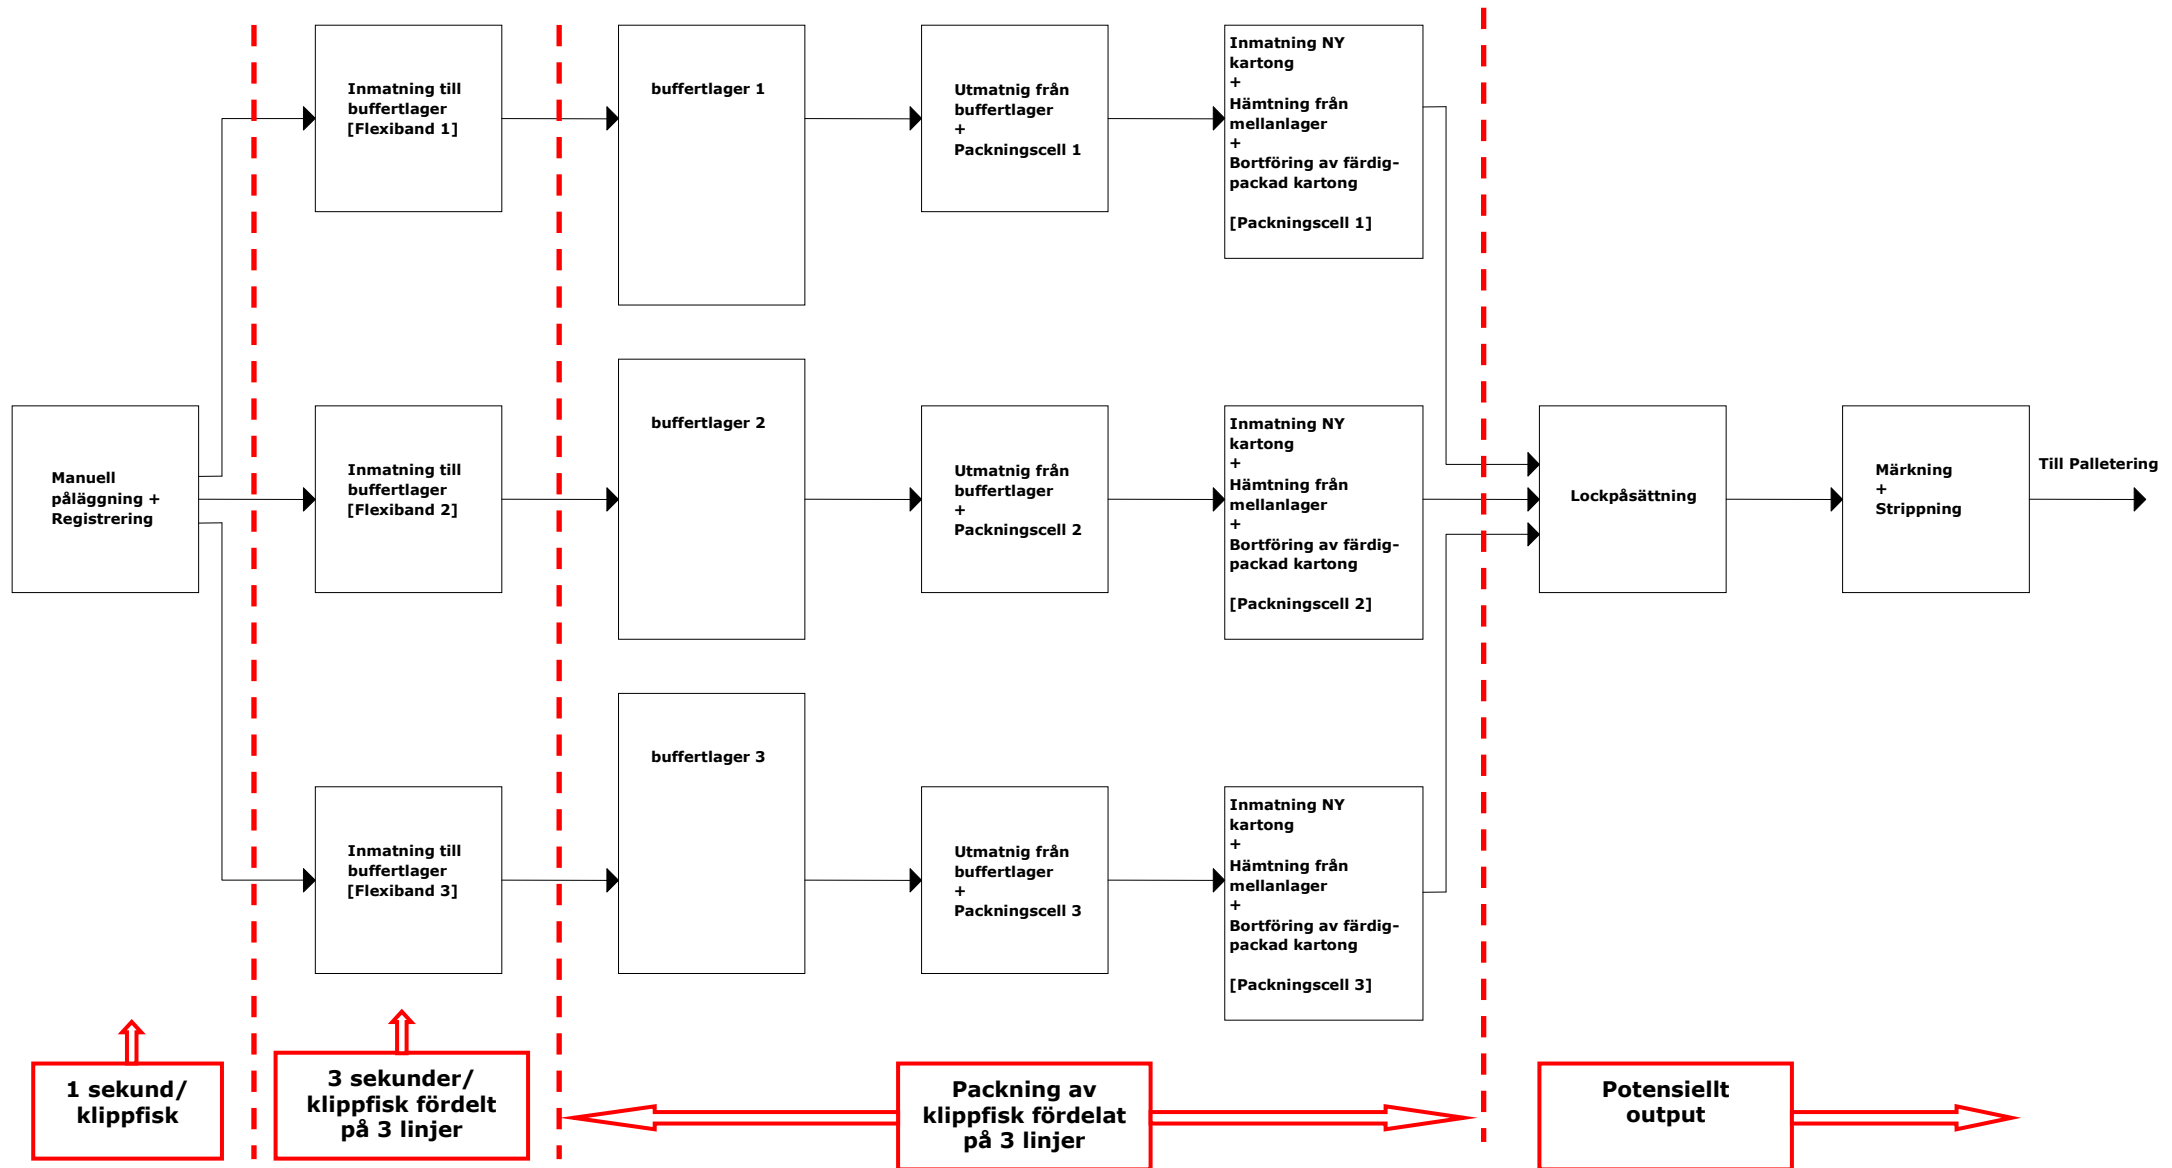 Manuell
påläggning +
Registrering
Inmatning till
buffertlager
[Flexiband 1]
buffertlager 1
Utmatnig från
buffertlager
+
Packningscell 1
Inmatning NY
kartong
+
Hämtning från
mellanlager
+
Bortföring av färdig-
packad kartong
[Packningscell 1]
Inmatning till
buffertlager
[Flexiband 2]
buffertlager 2
Utmatnig från
buffertlager
+
Packningscell 2
Inmatning NY
kartong
+
Hämtning från
mellanlager
+
Bortföring av färdig-
packad kartong
[Packningscell 2]
Inmatning till
buffertlager
[Flexiband 3]
buffertlager 3
Utmatnig från
buffertlager
+
Packningscell 3
Inmatning NY
kartong
+
Hämtning från
mellanlager
+
Bortföring av färdig-
packad kartong
[Packningscell 3]
Lockpåsättning
Märkning
+
Strippning
Till Palletering
1 sekund/
klippfisk
3 sekunder/
klippfisk fördelt
på 3 linjer
Packning av
klippfisk fördelat
på 3 linjer
Potensiellt
output